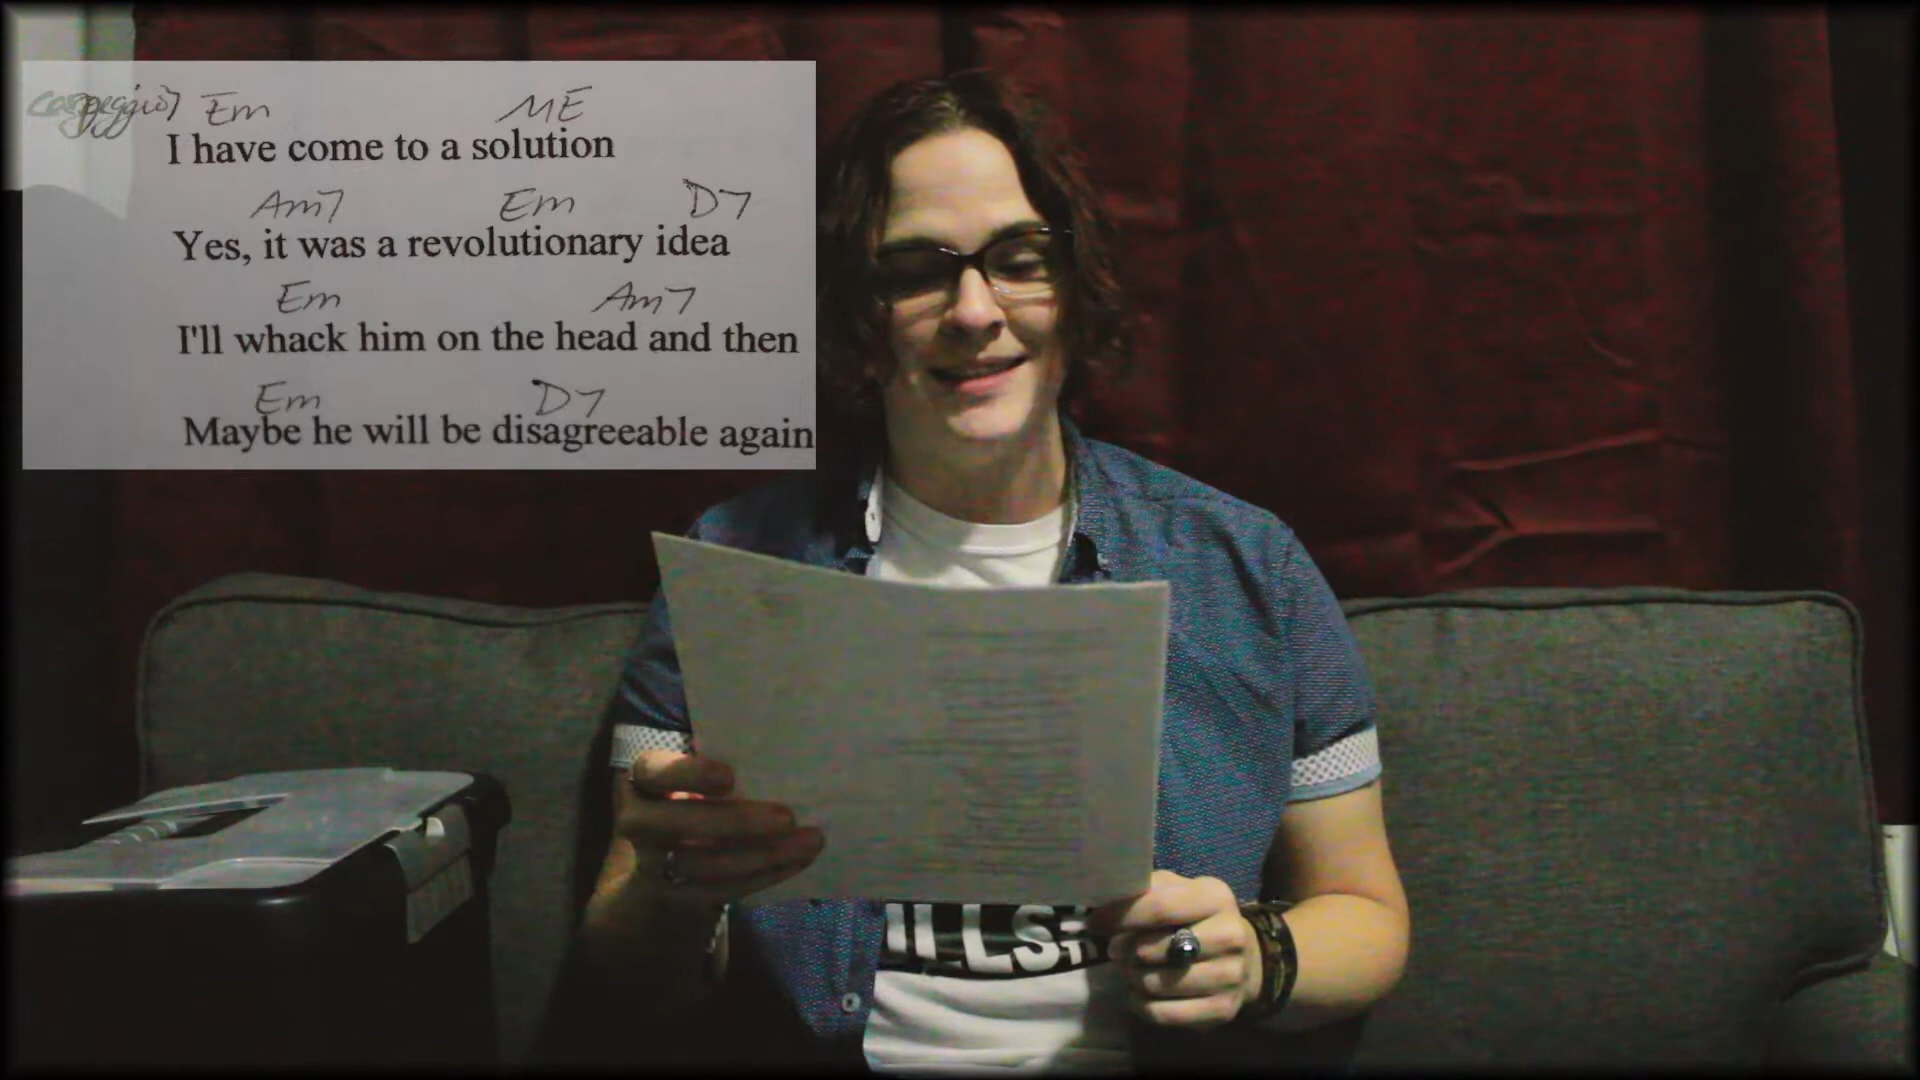 (arpeggio) Em ME
I have come to a solution
Am7 Em D7
Yes, it was a revolutionary idea
Em Am7
I'll whack him on the head and then
Em D7
Maybe he will be disagreeable again